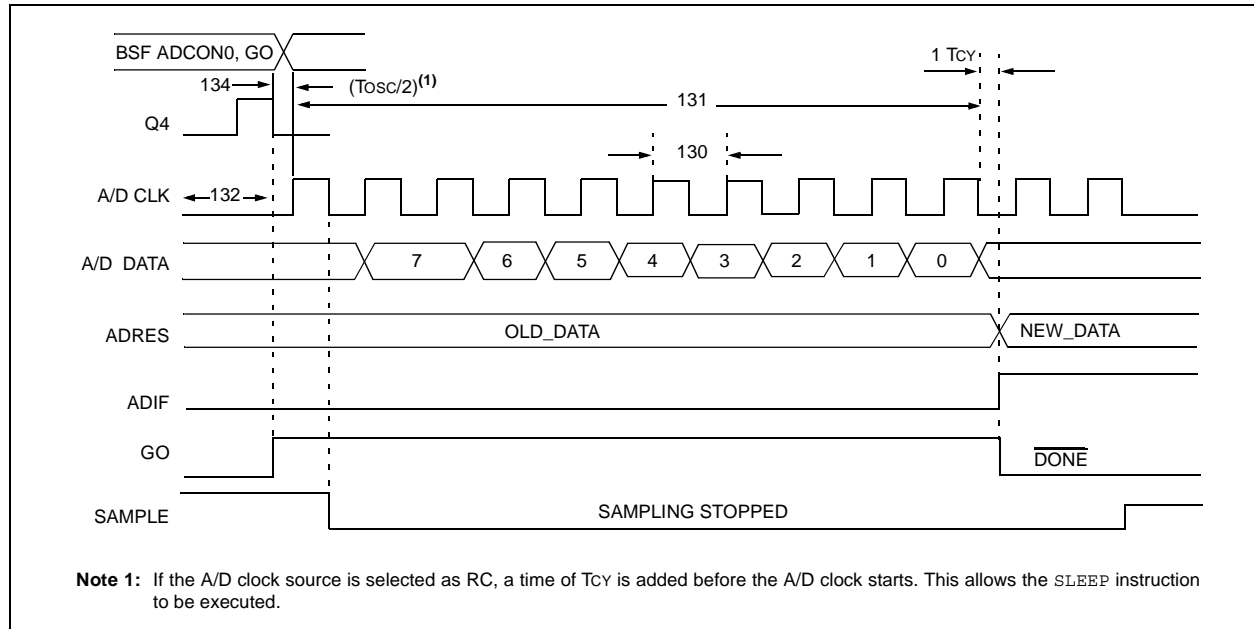 BSF ADCON0, GO
1 TCY
134
(TOSC/2)(1)
131
Q4
130
A/D CLK
132
A/D DATA
7 6 5 4 3 2 1 0
ADRES
OLD_DATA
NEW_DATA
ADIF
GO
DONE
SAMPLE
SAMPLING STOPPED
Note 1: If the A/D clock source is selected as RC, a time of TCY is added before the A/D clock starts. This allows the SLEEP instruction
to be executed.